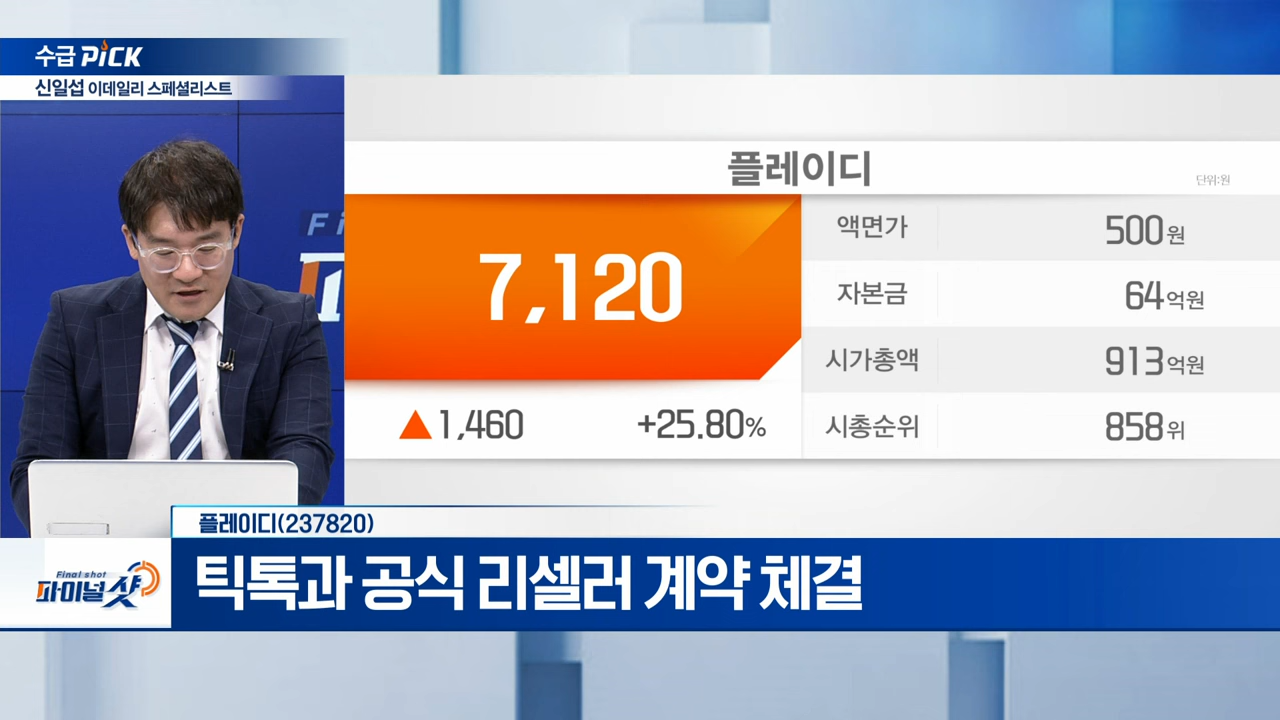 수급 PiCK
신일섭 이데일리 스페셜리스트
Fi
플레이디
단위:원
7,120
▲1,460 +25.80%
액면가 500원
자본금 64억원
시가총액 913억원
시총순위 858위
플레이디(237820)
Final shot
파이널샷
틱톡과 공식 리셀러 계약 체결